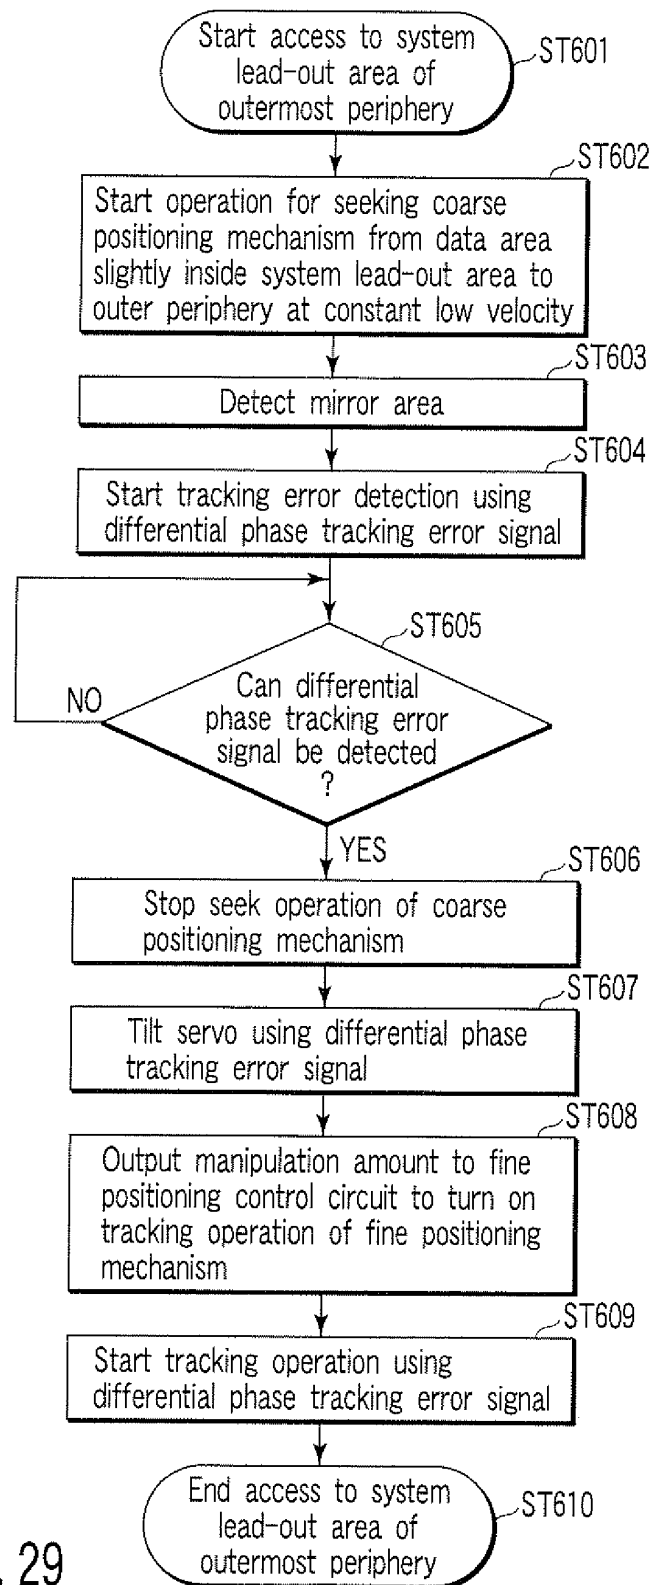 Start access to system
lead-out area of
outermost periphery
ST601
ST602
Start operation for seeking coarse
positioning mechanism from data area
slightly inside system lead-out area to
outer periphery at constant low velocity
ST603
Detect mirror area
ST604
Start tracking error detection using
differential phase tracking error signal
ST605
Can differential
phase tracking error
signal be detected
?
NO
YES
ST606
Stop seek operation of coarse
positioning mechanism
ST607
Tilt servo using differential phase
tracking error signal
ST608
Output manipulation amount to fine
positioning control circuit to turn on
tracking operation of fine positioning
mechanism
ST609
Start tracking operation using
differential phase tracking error signal
End access to system
lead-out area of
outermost periphery
ST610
. 29